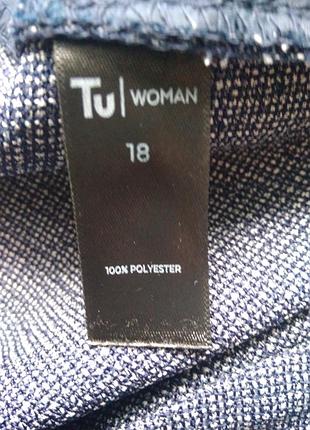 Tu | WOMAN
18
100% POLYESTER